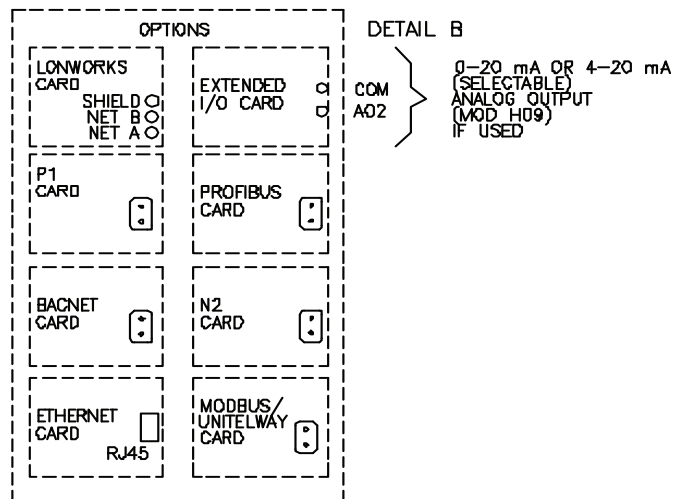 OPTIONS
DETAIL B
LONWORKS
CARD
SHIELD
NET B
NET A
EXTENDED
I/O CARD
COM
AO2
0-20 mA OR 4-20 mA
(SELECTABLE)
ANALOG OUTPUT
(MOD HU9)
IF USED
P1
CARD
PROFIBUS
CARD
BACNET
CARD
N2
CARD
ETHERNET
CARD
RJ45
MODBUS/
UNITELWAY
CARD